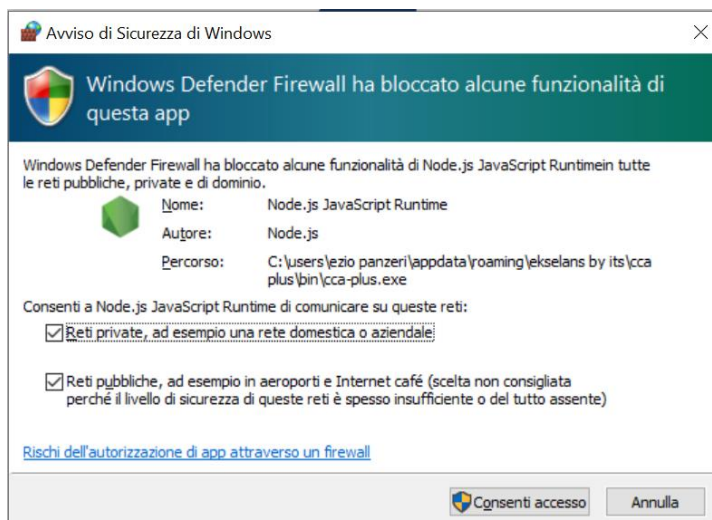 Avviso di Sicurezza di Windows
Windows Defender Firewall ha bloccato alcune funzionalità di
questa app
Windows Defender Firewall ha bloccato alcune funzionalità di Node.js JavaScript Runtimein tutte
le reti pubbliche, private e di dominio.
Nome: Node.js JavaScript Runtime
Autore: Node.js
Percorso: C:\users\ezio panzeri\appdata\roaming\ekselans by its\cca
plus\bin\cca-plus.exe
Consenti a Node.js JavaScript Runtime di comunicare su queste reti:
Reti private, ad esempio una rete domestica o aziendale
Reti pubbliche, ad esempio in aeroporti e Internet café (scelta non consigliata
perché il livello di sicurezza di queste reti è spesso insufficiente o del tutto assente)
Rischi dell'autorizzazione di app attraverso un firewall
Consenti accesso Annulla